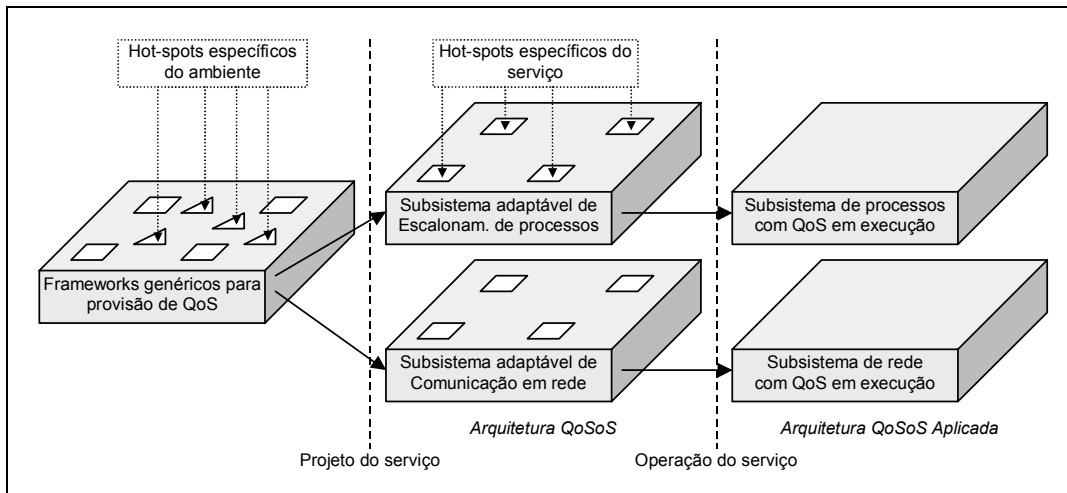 Hot-spots específicos
do ambiente
Hot-spots específicos do
serviço
Frameworks genéricos para
provisão de QoS
Subsistema adaptável de
Escalonam. de processos
Subsistema de processos
com QoS em execução
Subsistema adaptável de
Comunicação em rede
Subsistema de rede
com QoS em execução
Arquitetura QoSoS
Arquitetura QoSoS Aplicada
Projeto do serviço
Operação do serviço